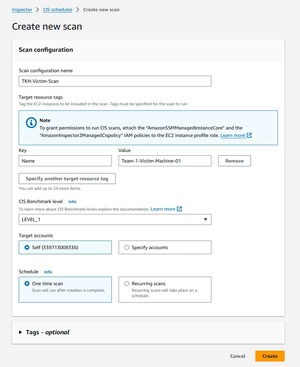 Inspector > CIS schedules > Create new scan
Create new scan
Scan configuration
Scan configuration name
TKH-Victim-Scan
Target resource tags
Tag the EC2 instances to be included in the scan. Tags must be specified for the scan to run.
Note
To grant permissions to run CIS scans, attach the "AmazonSSMManagedInstanceCore" and the
"AmazonInspector2ManagedCispolicy" IAM policies to the EC2 instance profile role. Learn more
Key Value
Name Team-1-Victim-Machine-01 Remove
Specify another target resource tag
You can add up to 24 more items.
CIS Benchmark level Info
To learn more about CIS Benchmark levels explore the documentation. Learn more
LEVEL_1
Target accounts
Self (339713008336) Specify accounts
Schedule Info
One time scan Recurring scans
Scan will run after creation is complete. Recurring scans will take place on a
schedule.
Tags - optional
Cancel Create